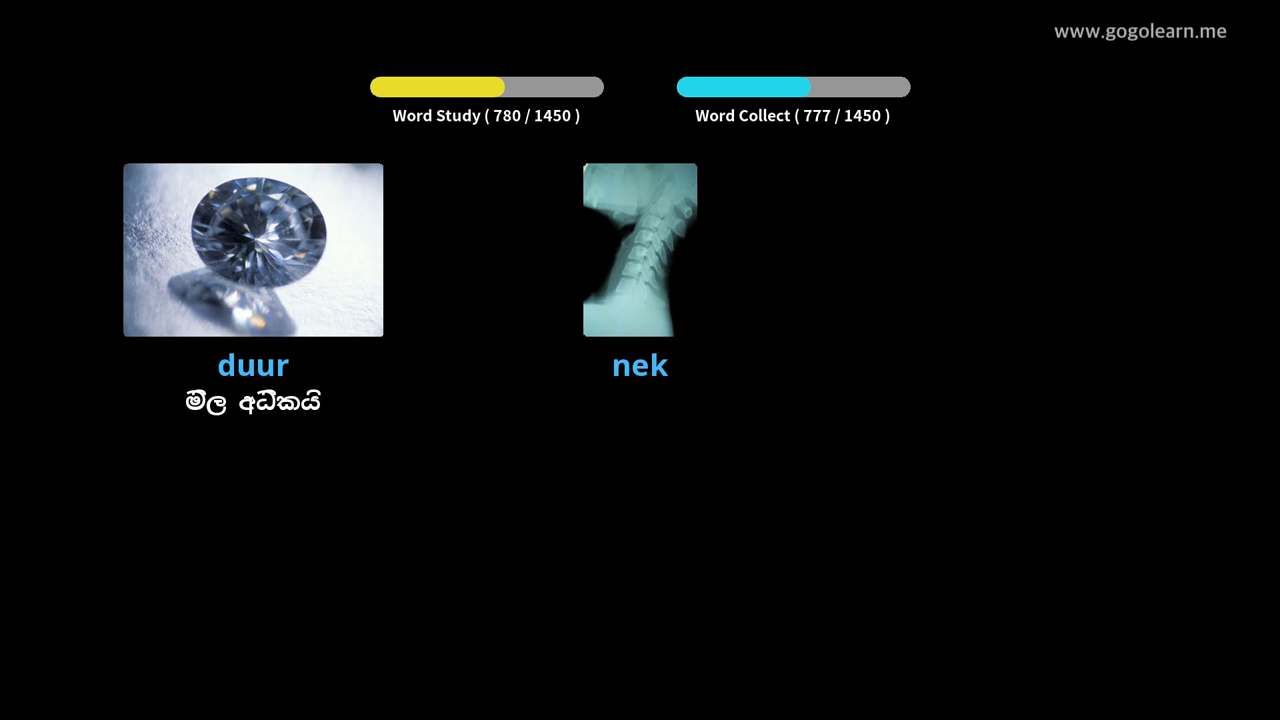 www.gogolearn.me
Word Study ( 780 / 1450 )
Word Collect ( 777 / 1450 )
duur
මිල අධිකයි
nek